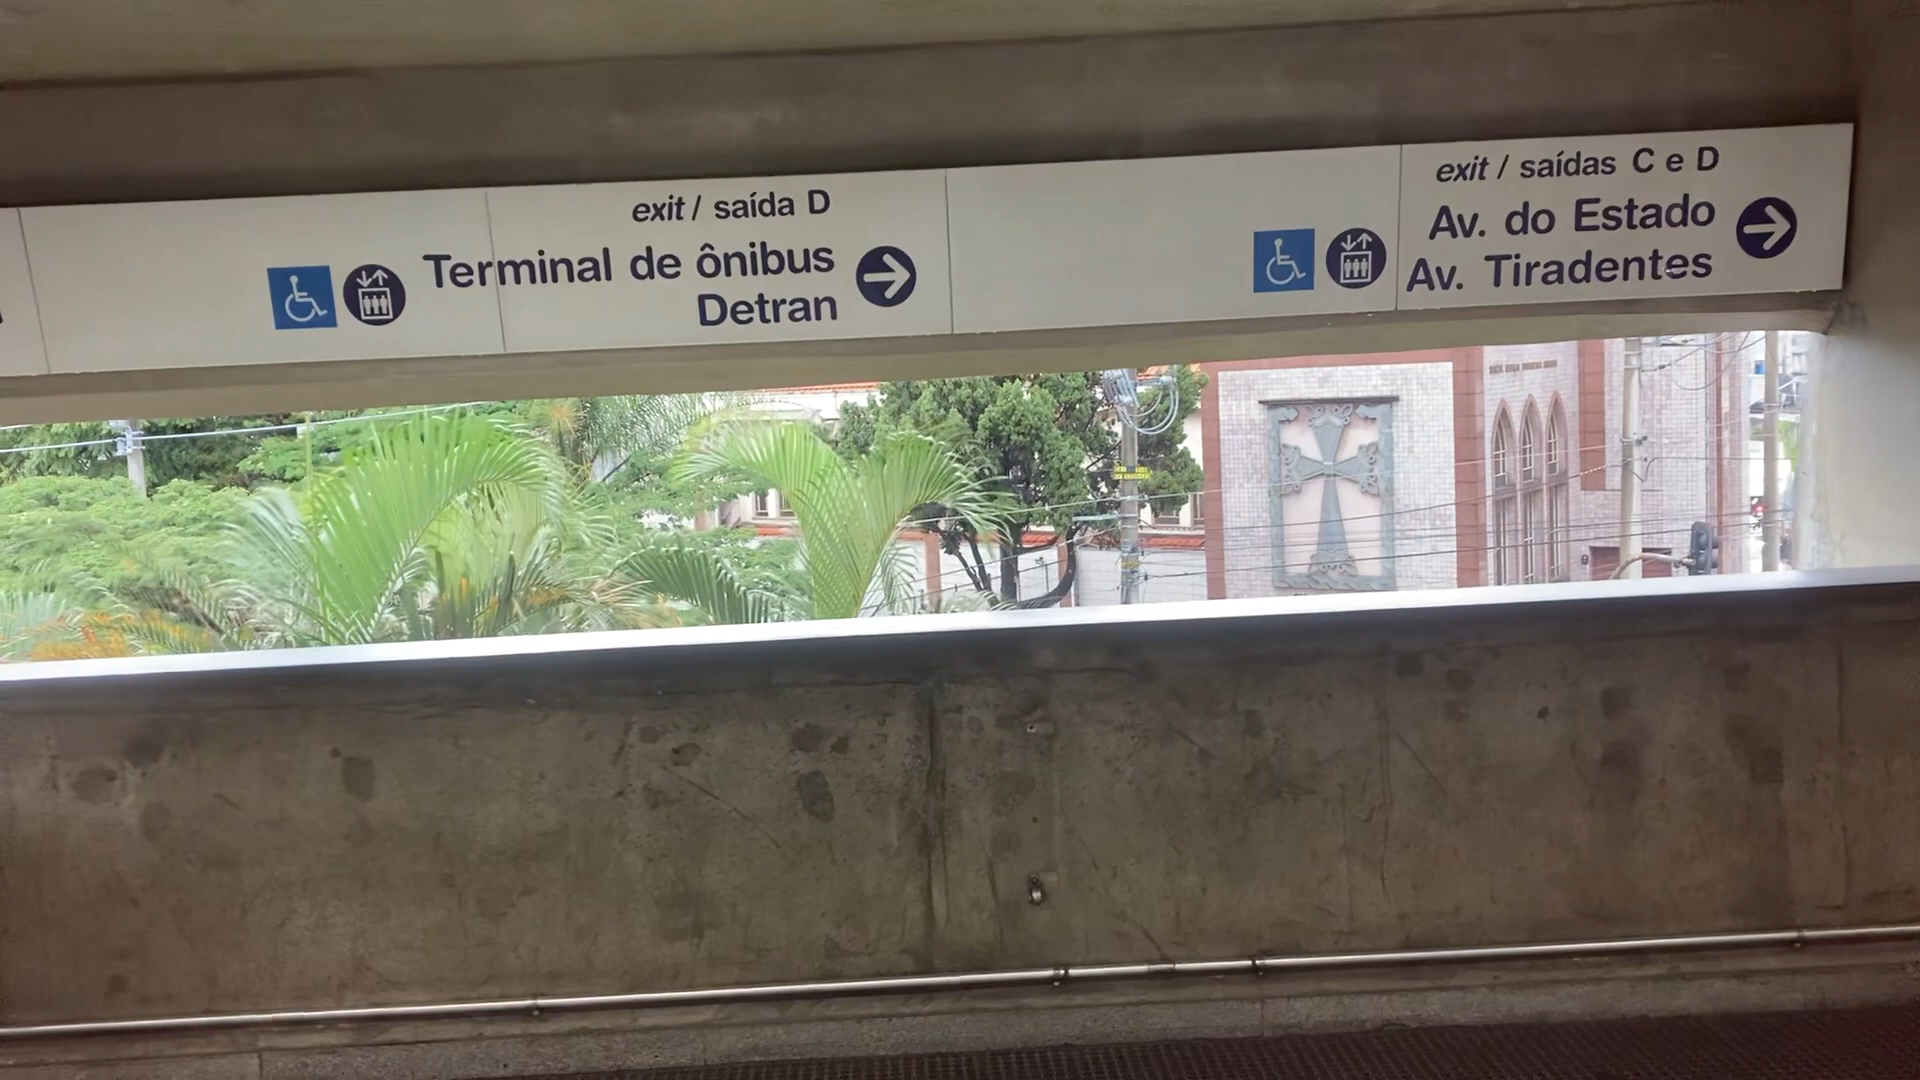 exit / saída D
Terminal de ônibus
Detran
exit / saídas C e D
Av. do Estado
Av. Tiradentes